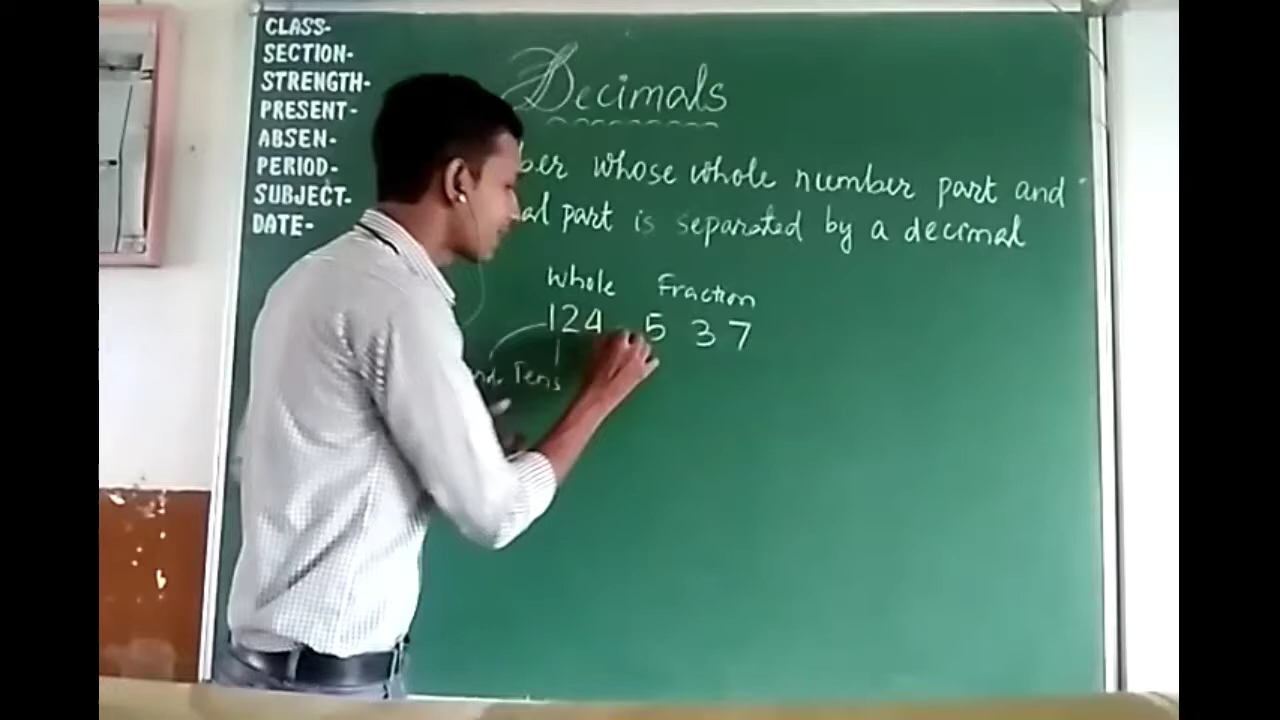 CLASS-
SECTION-
STRENGTH-
PRESENT-
ABSEN-
PERIOD-
SUBJECT-
DATE-
Decimals
ber whose whole number part and
part is separated by a decimal
Whole Fraction
124 5 3 7
Tens